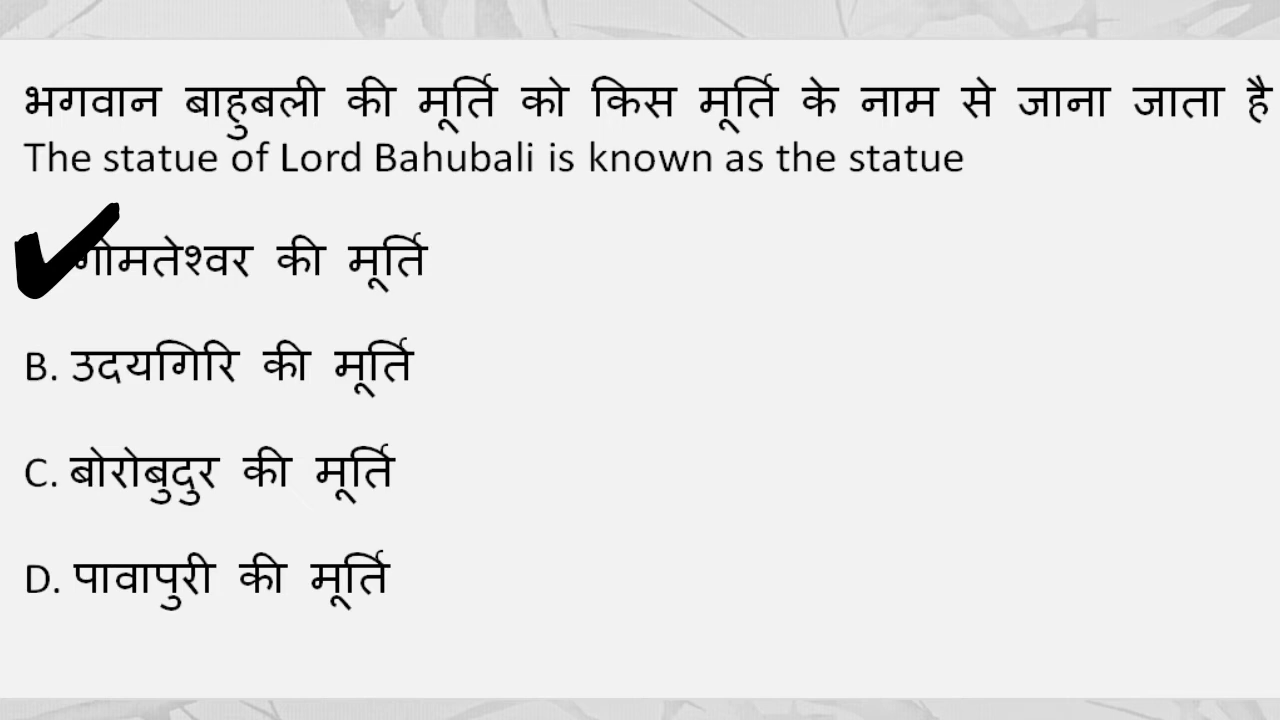 भगवान बाहुबली की मूर्ति को किस मूर्ति के नाम से जाना जाता है
The statue of Lord Bahubali is known as the statue
गोमतेश्वर की मूर्ति
B. उदयगिरि की मूर्ति
C. बोरोबुदुर की मूर्ति
D. पावापुरी की मूर्ति